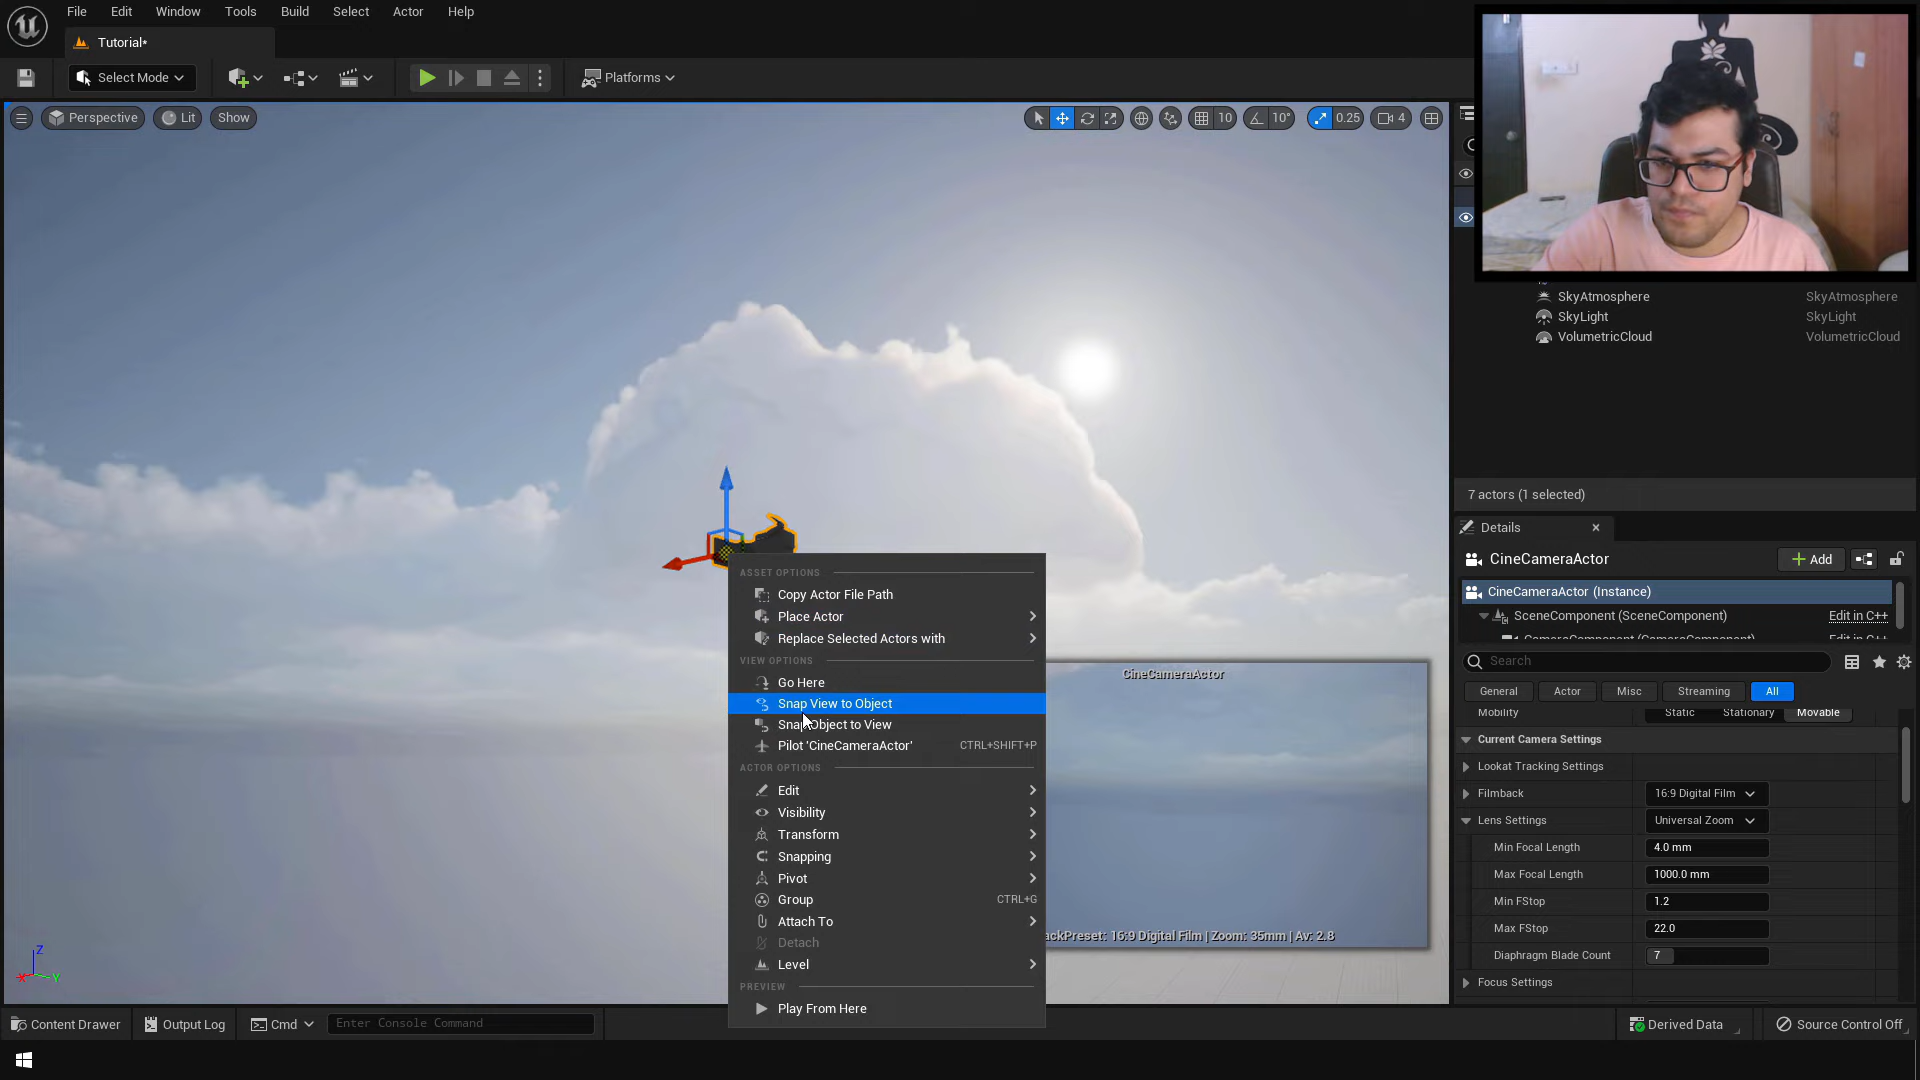 File Edit Window Tools Build Select Actor Help
Tutorial*
Select Mode
Platforms
Perspective Lit Show
10 10° 0.25 4
SkyAtmosphere SkyAtmosphere
SkyLight SkyLight
VolumetricCloud VolumetricCloud
7 actors (1 selected)
Details
CineCameraActor Add
CineCameraActor (Instance)
SceneComponent (SceneComponent) Edit in C++
CameraComponent (CameraComponent) Edit in C++
Search
General Actor Misc Streaming All
Mobility Static Stationary Movable
Current Camera Settings
Lookat Tracking Settings
Filmback 16:9 Digital Film
Lens Settings Universal Zoom
Min Focal Length 4.0 mm
Max Focal Length 1000.0 mm
Min FStop 1.2
Max FStop 22.0
Diaphragm Blade Count 7
Focus Settings
ASSET OPTIONS
Copy Actor File Path
Place Actor
Replace Selected Actors with
VIEW OPTIONS
Go Here
Snap View to Object
Snap Object to View
Pilot 'CineCameraActor' CTRL+SHIFT+P
ACTOR OPTIONS
Edit
Visibility
Transform
Snapping
Pivot
Group CTRL+G
Attach To
Detach
Level
PREVIEW
Play From Here
CineCameraActor
ackPreset: 16:9 Digital Film | Zoom: 35mm | Av: 2.8
Z
X Y
Content Drawer Output Log Cmd Enter Console Command Derived Data Source Control Off